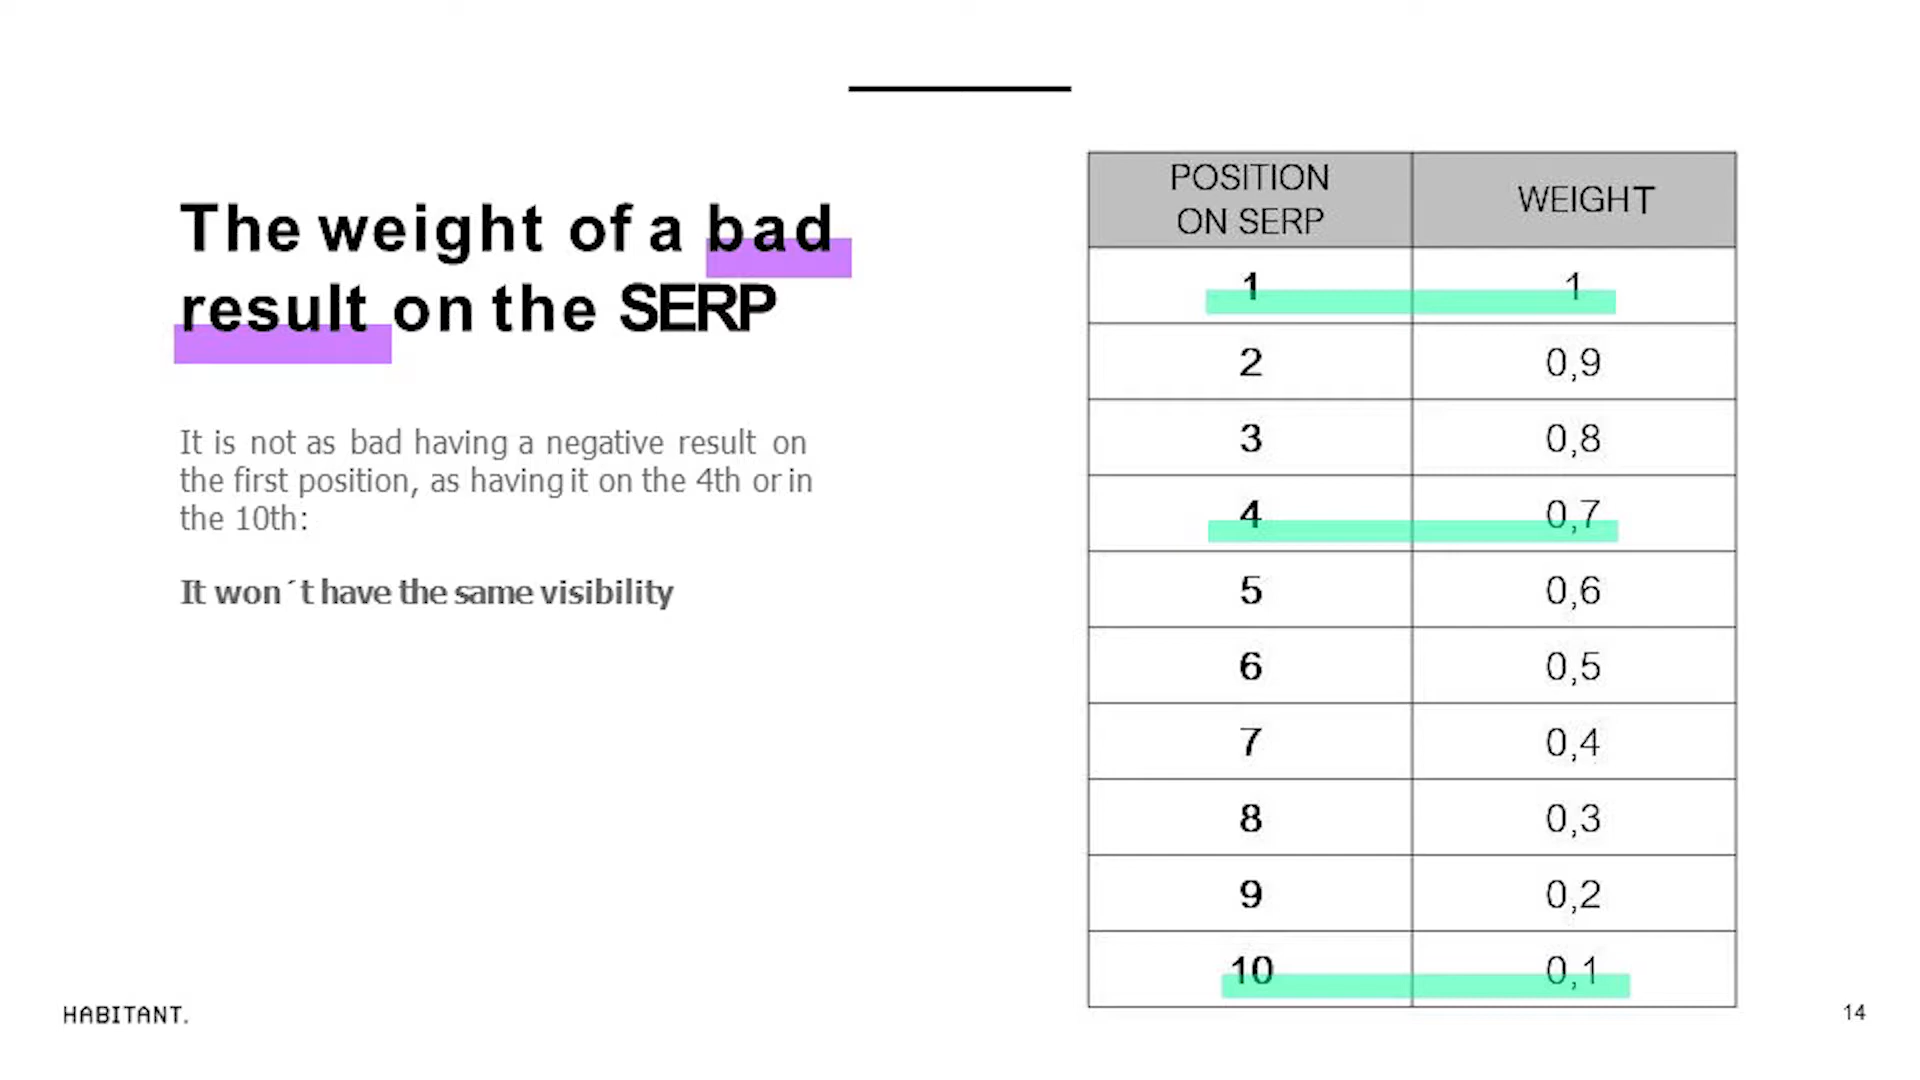 The weight of a bad
result on the SERP
It is not as bad having a negative result on
the first position, as having it on the 4th or in
the 10th:
It won´t have the same visibility
POSITION
ON SERP
WEIGHT
1 1
2 0,9
3 0,8
4 0,7
5 0,6
6 0,5
7 0,4
8 0,3
9 0,2
10 0,1
HABITANT.
14